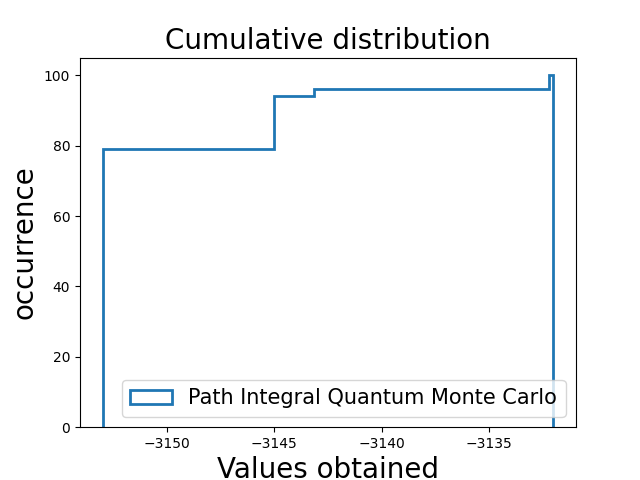 Cumulative distribution
occurrence
100
80
60
40
20
0
Path Integral Quantum Monte Carlo
−3150
−3145
−3140
−3135
Values obtained